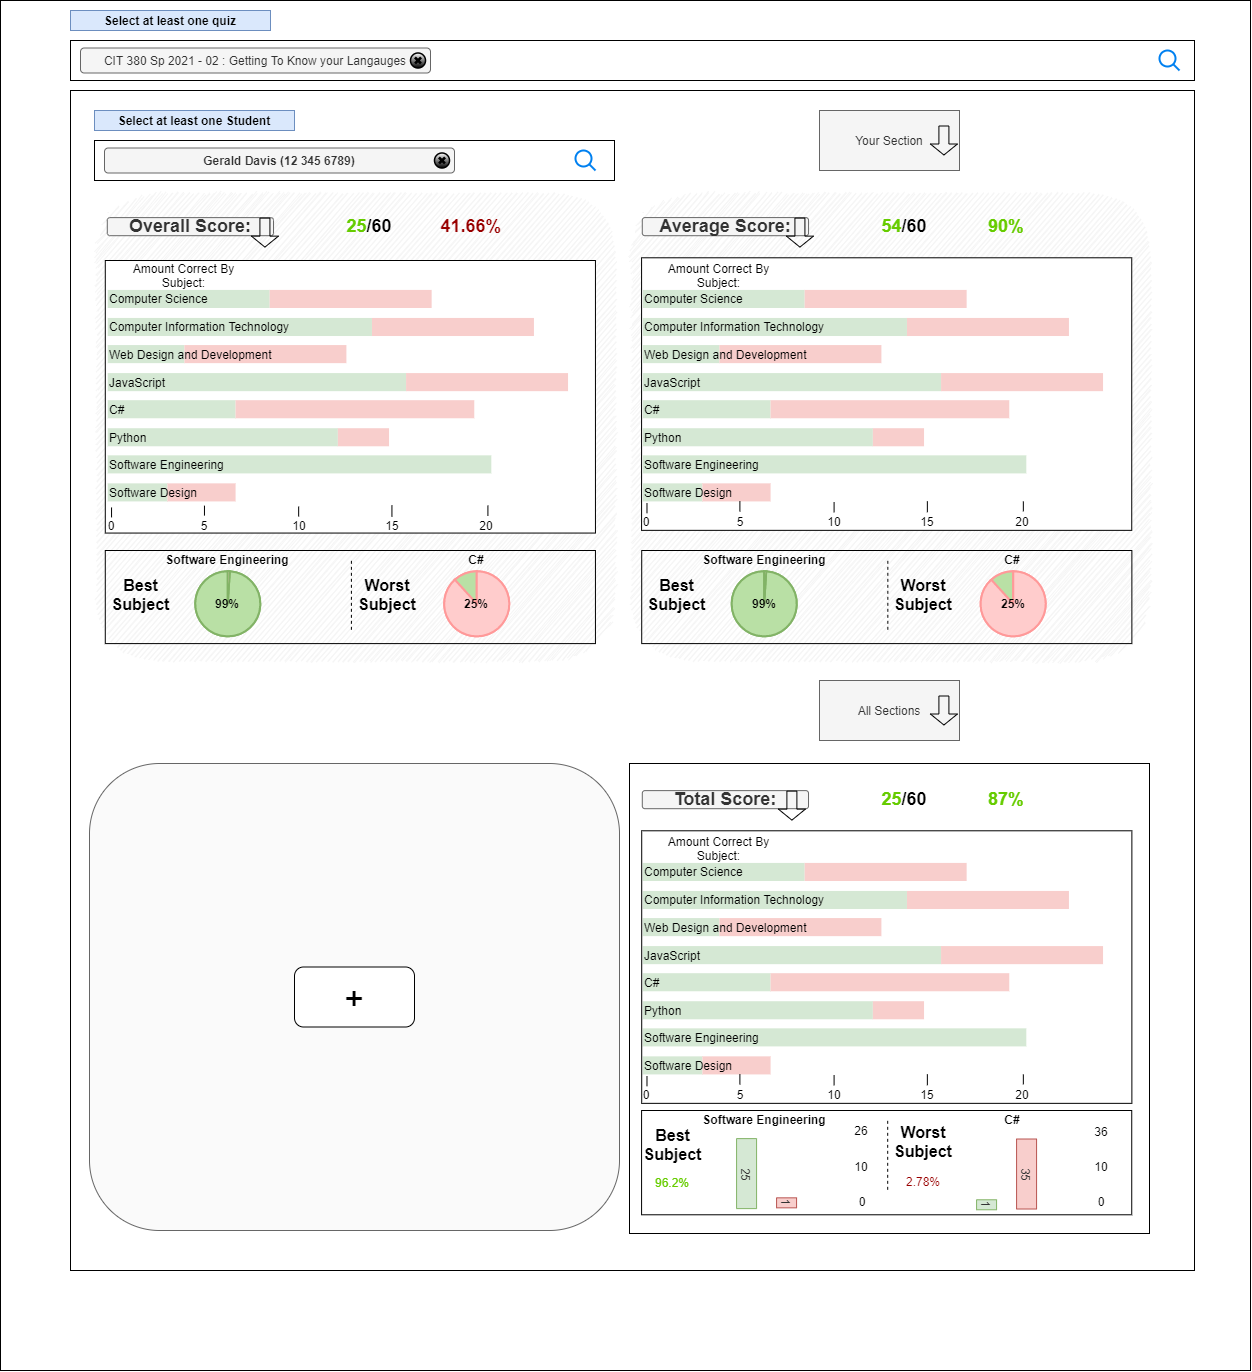 Select at least one quiz
CIT 380 Sp 2021 - 02 : Getting To Know your Langauges
Select at least one Student
Gerald Davis (12 345 6789)
Your Section
Overall Score:
25/60
41.66%
Amount Correct By
Subject:
Computer Science
Computer Information Technology
Web Design and Development
JavaScript
C#
Python
Software Engineering
Software Design
0 5 10 15 20
Software Engineering
Best
Subject
99%
C#
Worst
Subject
25%
Average Score:
54/60
90%
Amount Correct By
Subject:
Computer Science
Computer Information Technology
Web Design and Development
JavaScript
C#
Python
Software Engineering
Software Design
0 5 10 15 20
Software Engineering
Best
Subject
99%
C#
Worst
Subject
25%
All Sections
+
Total Score:
25/60
87%
Amount Correct By
Subject:
Computer Science
Computer Information Technology
Web Design and Development
JavaScript
C#
Python
Software Engineering
Software Design
0 5 10 15 20
Software Engineering
Best
Subject
96.2%
25
1
26
10
0
C#
Worst
Subject
2.78%
1
35
36
10
0